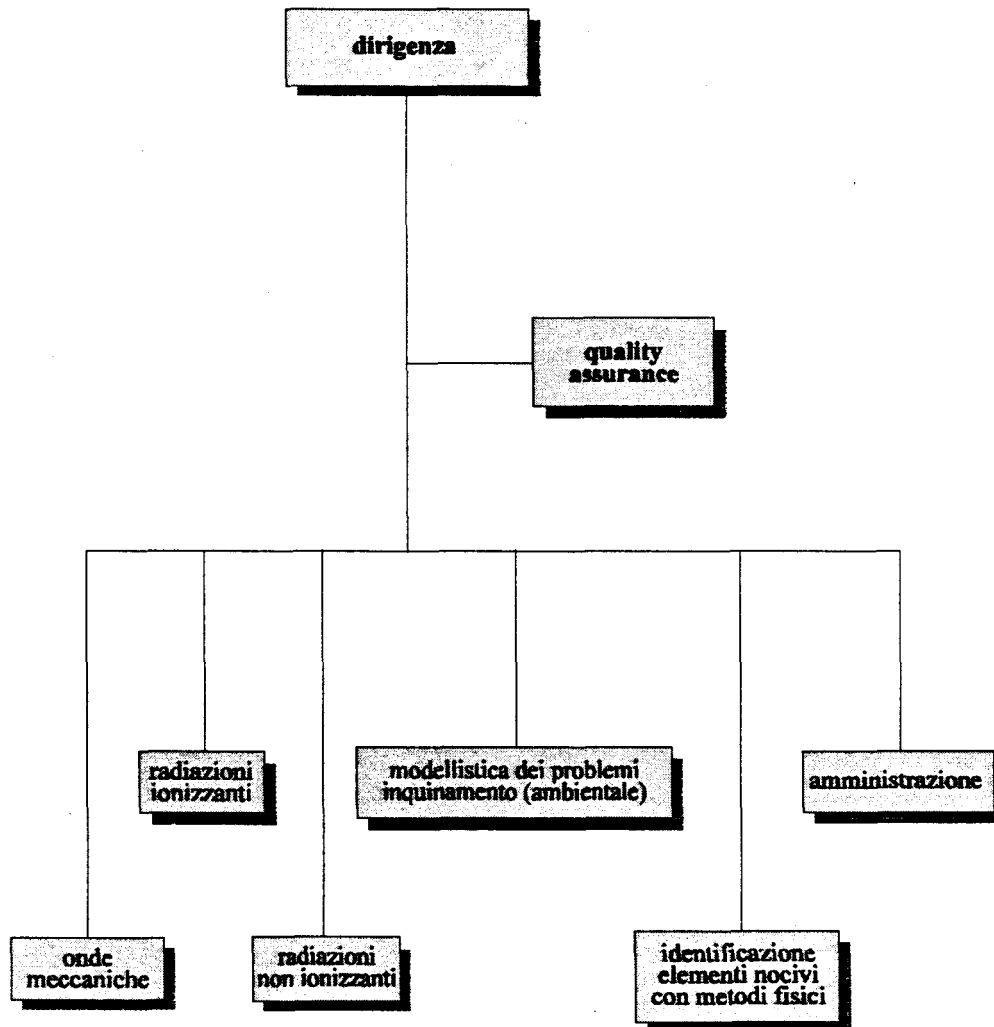 dirigenza
quality
assurance
radiazioni
ionizzanti
modellistica dei problemi
inquinamento (ambientale)
amministrazione
onde
meccaniche
radiazioni
non ionizzanti
identificazione
elementi nocivi
con metodi fisici